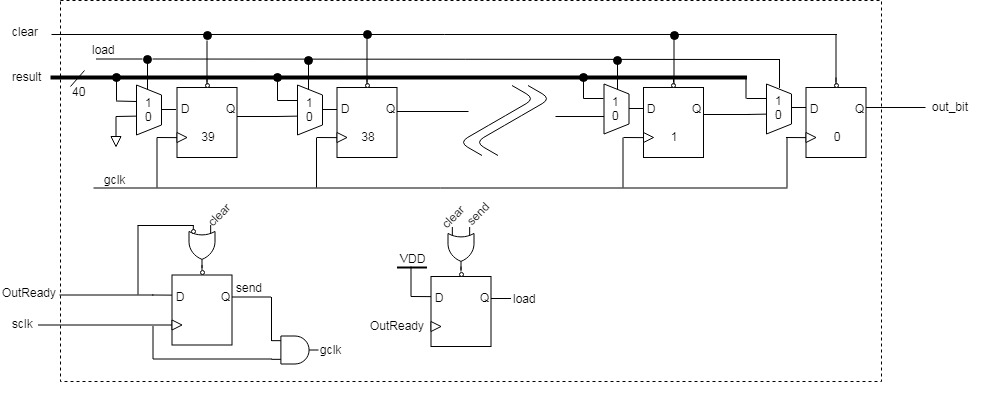 clear
load
result
40
1 0 D Q 39
1 0 D Q 38
1 0 D Q 1
1 0 D Q 0
out_bit
gclk
clear
OutReady
D Q
send
sclk
gclk
clear send
VDD
D Q
load
OutReady